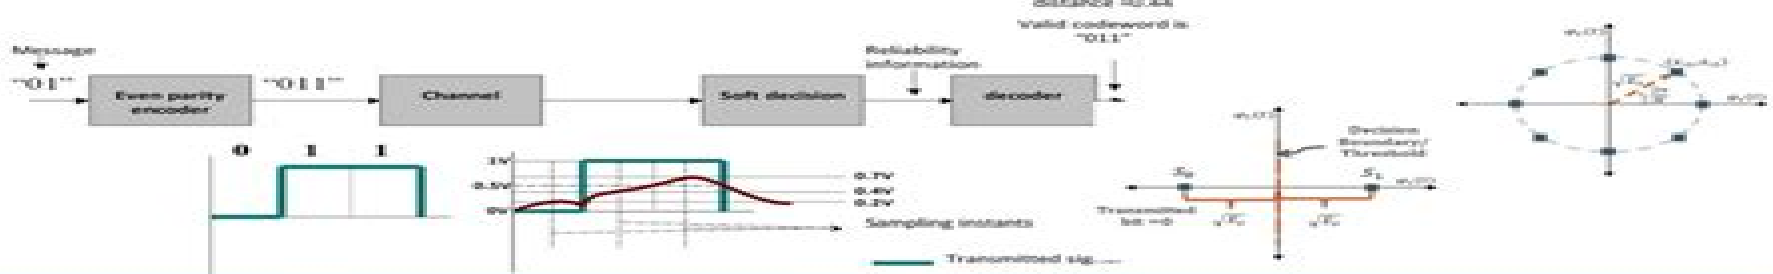 distance =0.44
Valid codeword is
"011"
Message
"01"
Even parity
encoder
"011"
Channel
Soft decision
Reliability
information
decoder
0 1 1
1V
0.5V
0V
0.7V
0.4V
0.2V
Sampling instants
Transmitted sig
Decision
Boundary/
Threshold
Transmitted
bit =0